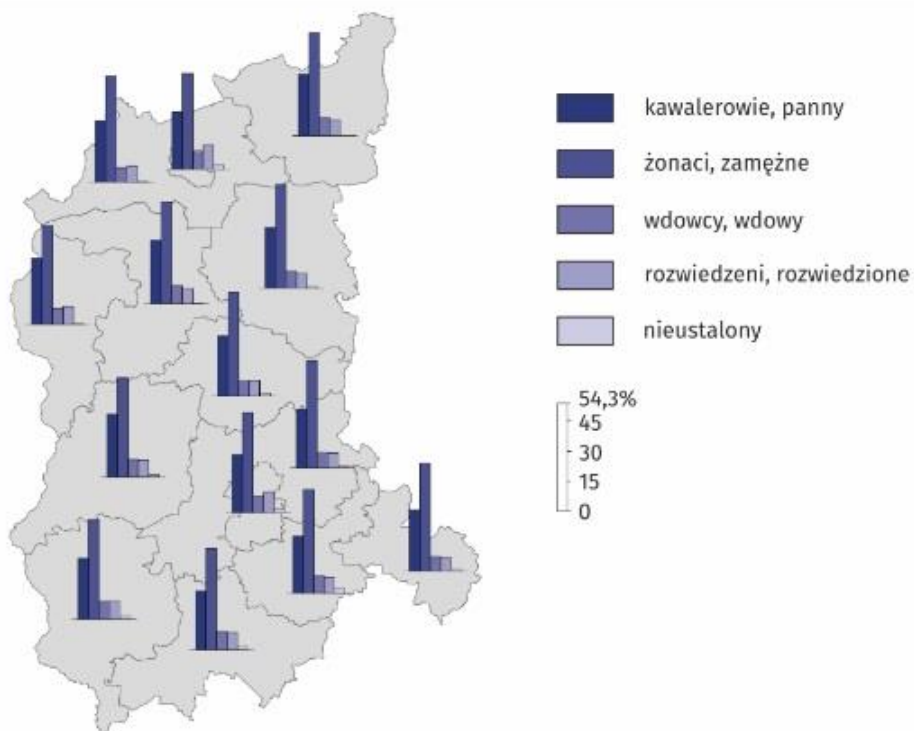 kawalerowie, panny
żonaci, zamężne
wdowcy, wdowy
rozwiedzeni, rozwiedzione
nieustalony
54,3%
45
30
15
0